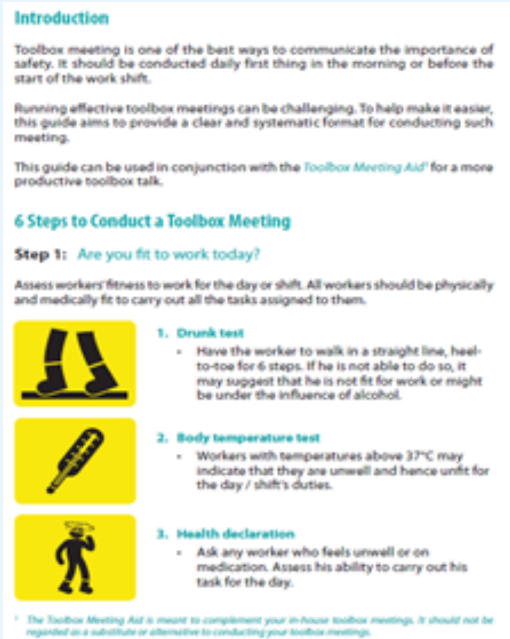 Introduction
Toolbox meeting is one of the best ways to communicate the importance of
safety. It should be conducted daily first thing in the morning or before the
start of the work shift.
Running effective toolbox meetings can be challenging. To help make it easier,
this guide aims to provide a clear and systematic format for conducting such
meeting.
This guide can be used in conjunction with the Toolbox Meeting Aid¹ for a more
productive toolbox talk.
6 Steps to Conduct a Toolbox Meeting
Step 1: Are you fit to work today?
Assess workers' fitness to work for the day or shift. All workers should be physically
and medically fit to carry out all the tasks assigned to them.
1. Drunk test
• Have the worker to walk in a straight line, heel-
to-toe for 6 steps. If he is not able to do so, it
may suggest that he is not fit for work or might
be under the influence of alcohol.
2. Body temperature test
• Workers with temperatures above 37°C may
indicate that they are unwell and hence unfit for
the day / shift's duties.
3. Health declaration
• Ask any worker who feels unwell or on
medication. Assess his ability to carry out his
task for the day.
¹ The Toolbox Meeting Aid is meant to complement your in-house toolbox meetings. It should not be
regarded as a substitute or alternative to conducting your toolbox meetings.